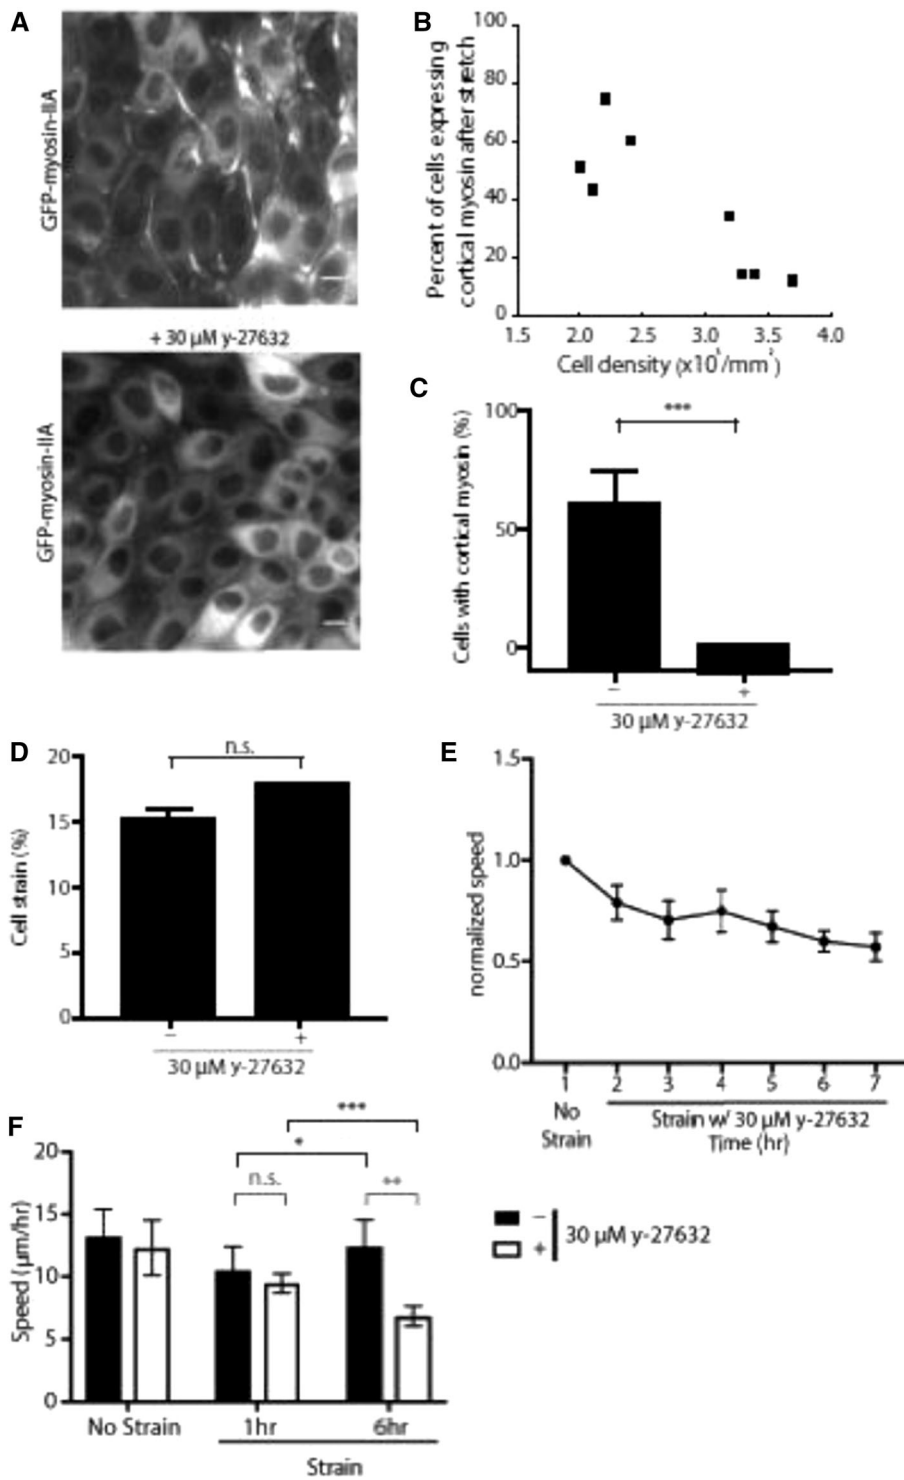 A
GFP-myosin-IIA
+ 30 µM y-27632
GFP-myosin-IIA
B
Percent of cells expressing
cortical myosin after stretch
100
80
60
40
20
0
1.5 2.0 2.5 3.0 3.5 4.0
Cell density (x10³/mm²)
C
Cells with cortical myosin (%)
100
50
0
***
− +
30 µM y-27632
D
Cell strain (%)
20
15
10
5
0
n.s.
− +
30 µM y-27632
E
normalized speed
1.5
1.0
0.5
0.0
1 2 3 4 5 6 7
No
Strain
Strain w/ 30 µM y-27632
Time (hr)
F
Speed (µm/hr)
20
15
10
5
0
***
*
n.s.
**
No Strain 1hr 6hr
Strain
−
+
30 µM y-27632